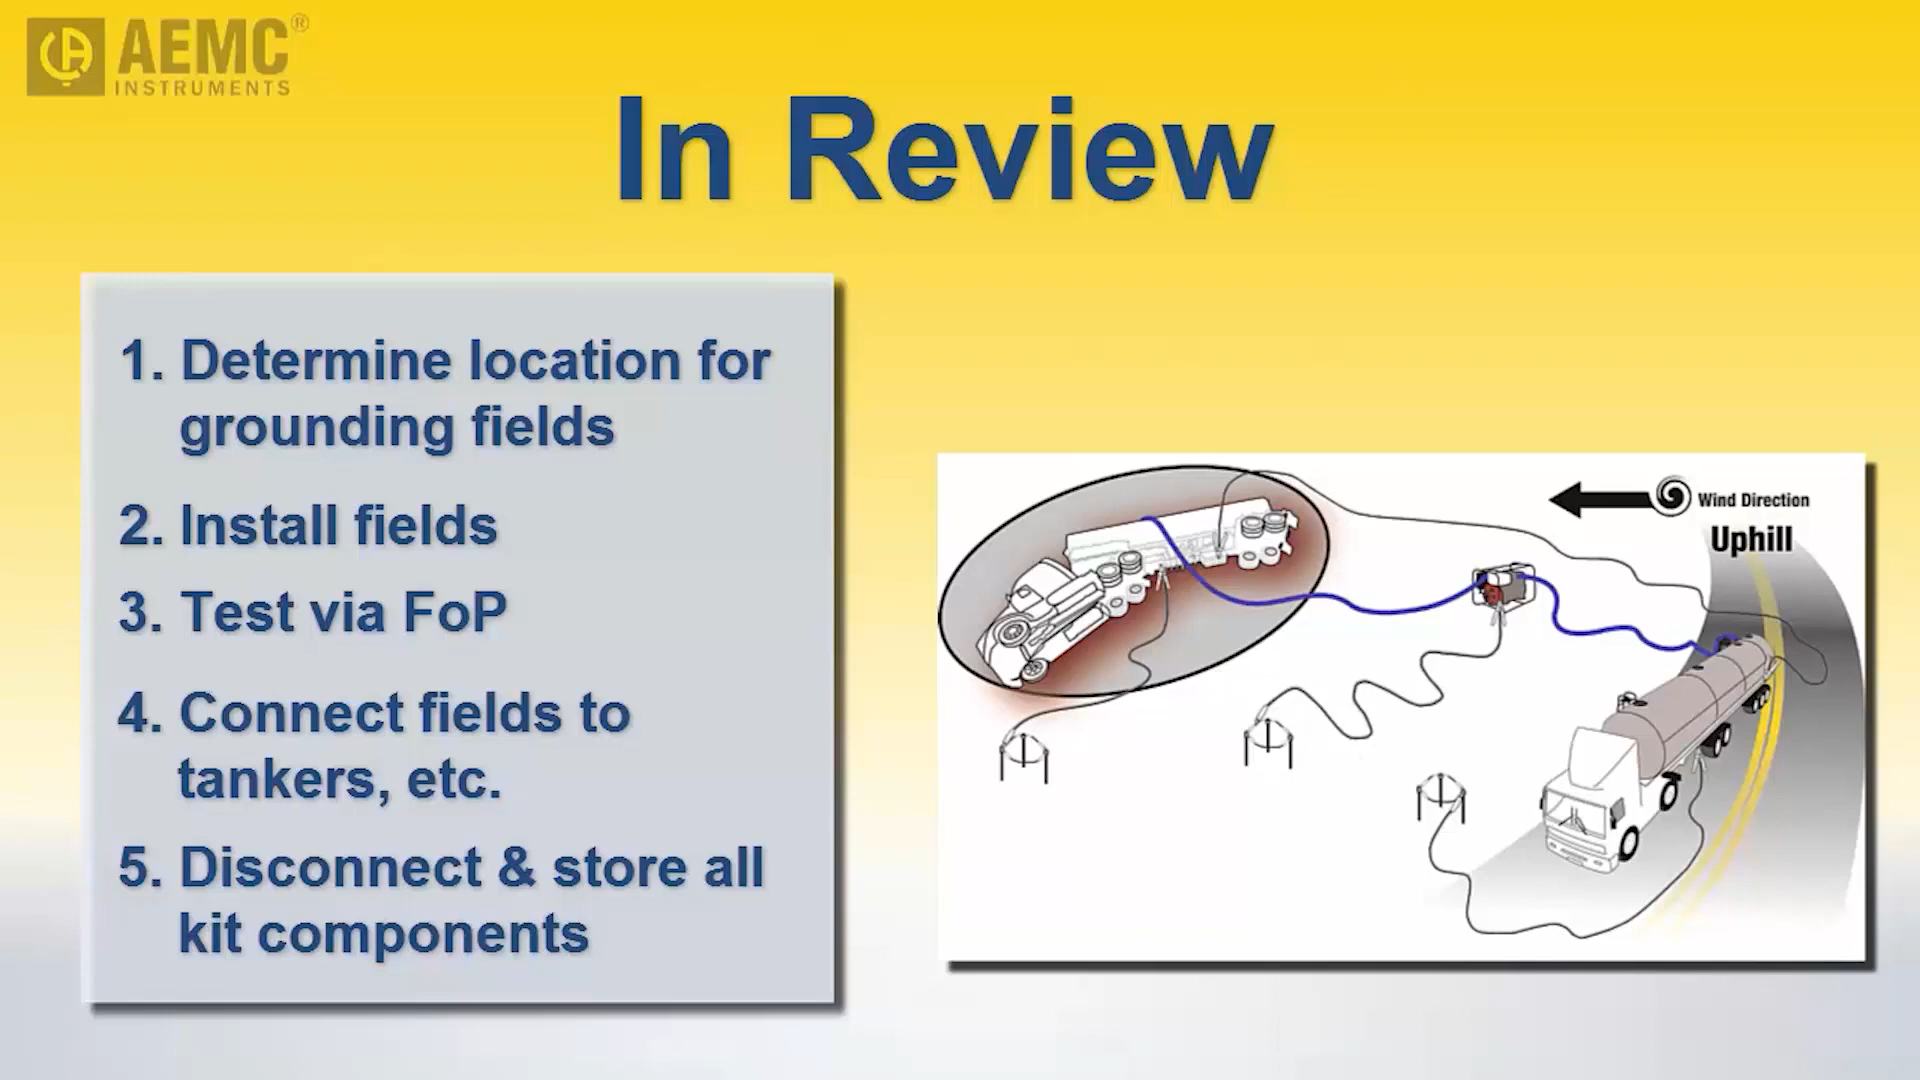 AEMC®
INSTRUMENTS
In Review
1. Determine location for
grounding fields
2. Install fields
3. Test via FoP
4. Connect fields to
tankers, etc.
5. Disconnect & store all
kit components
Wind Direction
Uphill